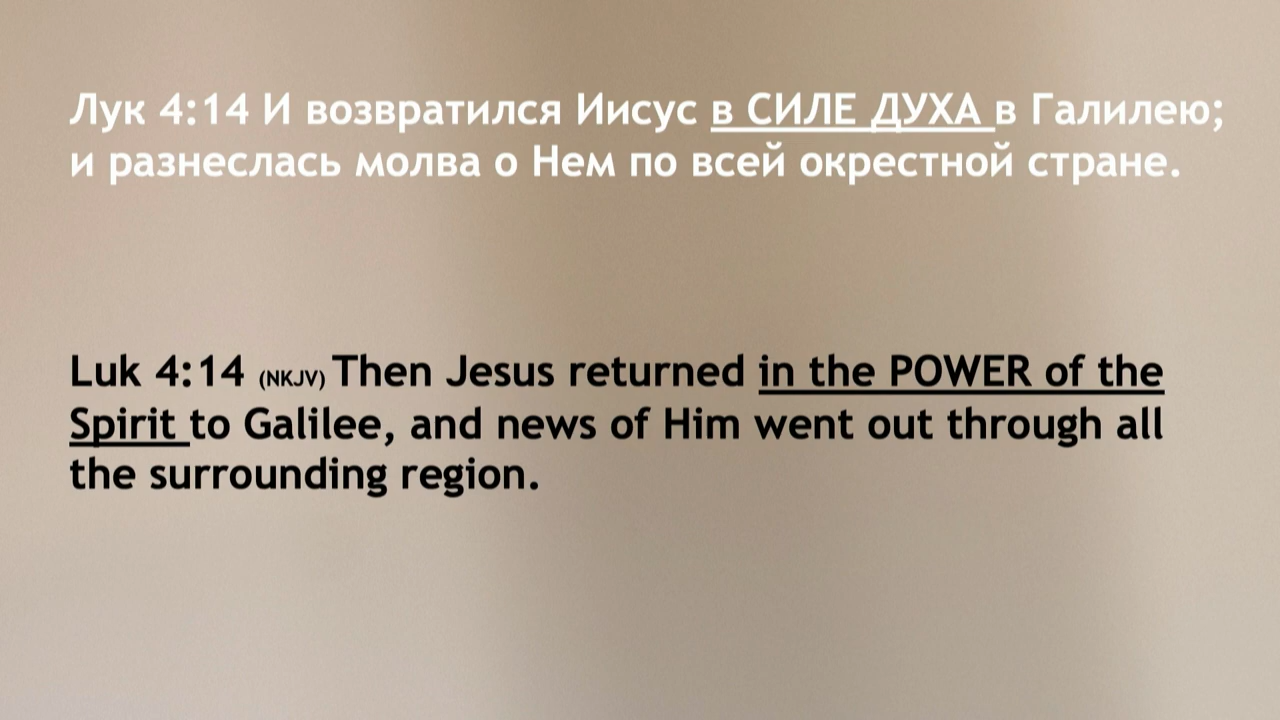 Лук 4:14 И возвратился Иисус в СИЛЕ ДУХА в Галилею;
и разнеслась молва о Нем по всей окрестной стране.
Luk 4:14 (NKJV) Then Jesus returned in the POWER of the
Spirit to Galilee, and news of Him went out through all
the surrounding region.